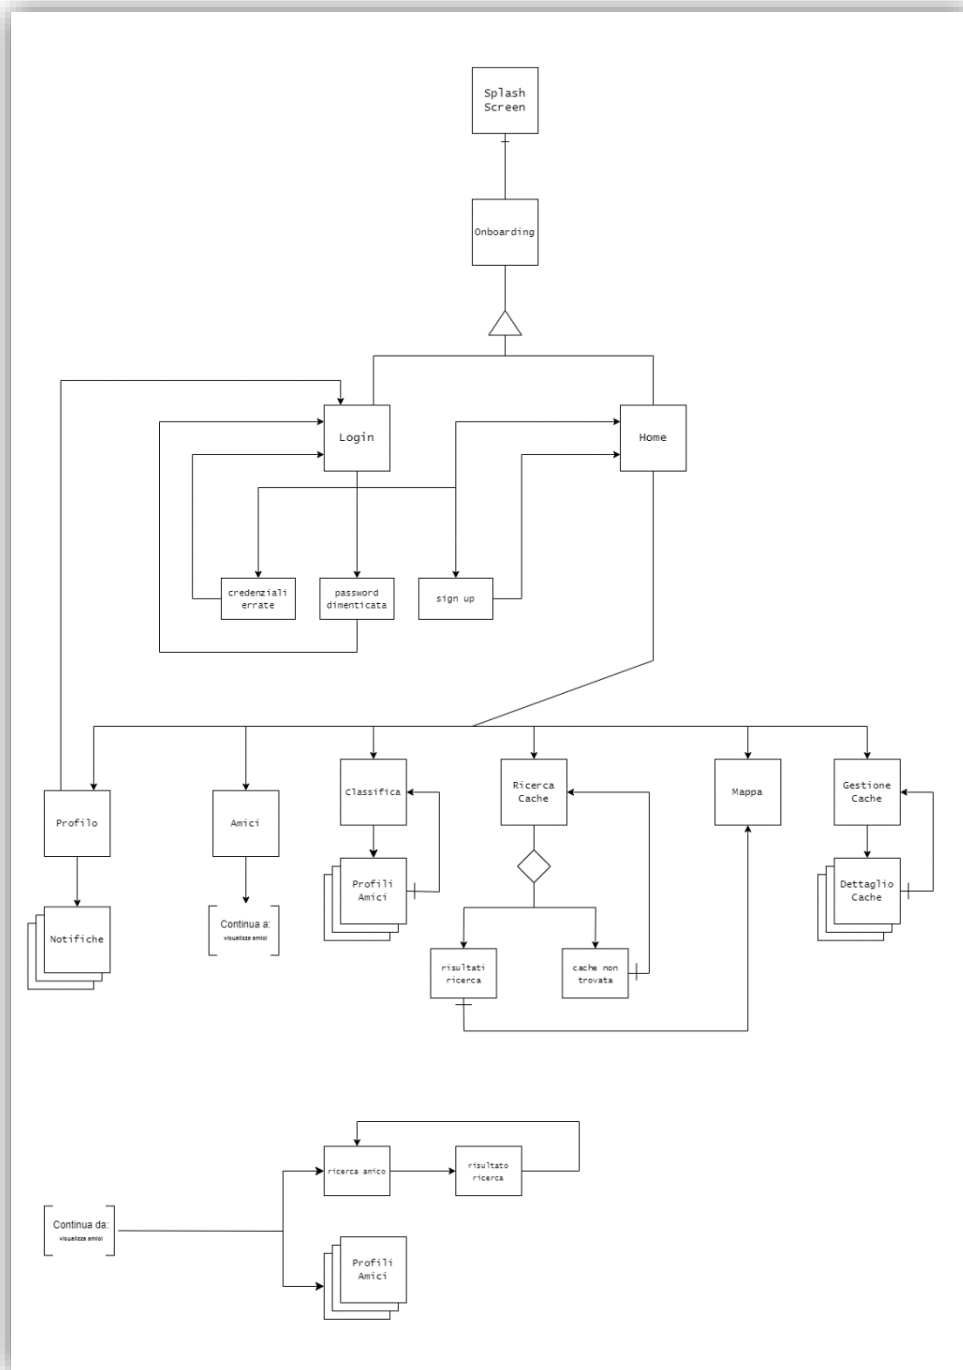 Splash
Screen
Onboarding
Login
Home
credenziali
errate
password
dimenticata
sign up
Profilo
Amici
Classifica
Ricerca
Cache
Mappa
Gestione
Cache
Notifiche
Continua a:
visualizza amici
Profili
Amici
risultati
ricerca
cache non
trovata
Dettaglio
Cache
ricerca amico
risultato
ricerca
Continua da:
visualizza amici
Profili
Amici